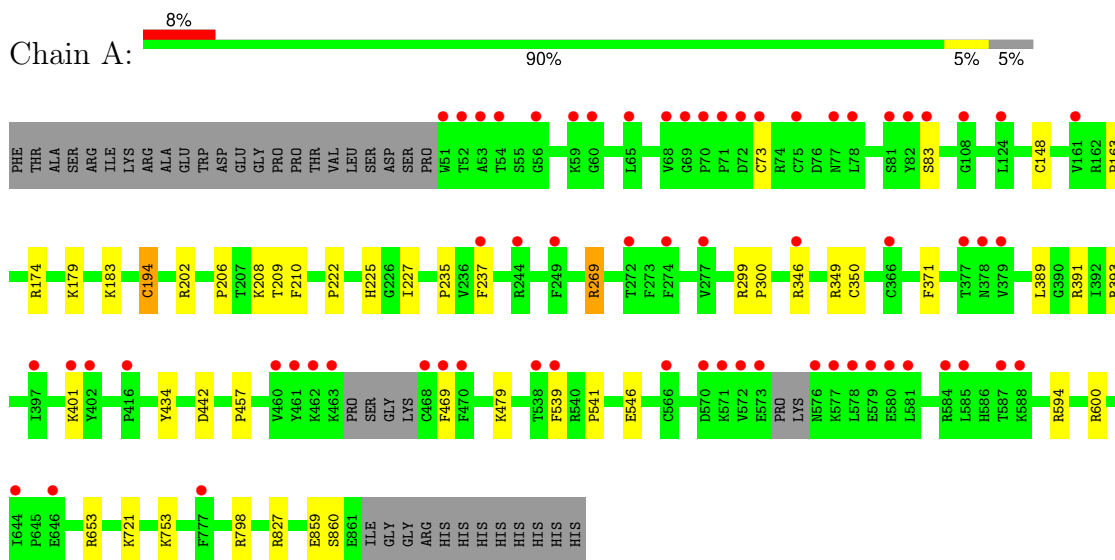 8%
Chain A:
90% 5% 5%
PHE THR ALA SER ARG ILE LYS ARG ALA GLU TRP ASP GLU GLY PRO PRO THR VAL LEU SER ASP SER PRO W51 T52 A53 T54 S55 G56 K59 G60 L65 V68 G69 P70 P71 D72 C73 R74 C75 D76 N77 L78 S81 Y82 S83 G108 L124 C148 V161 R162
R174 K179 K183 C194 R202 P206 T207 K208 T209 F210 P222 H225 G226 I227 P235 V236 F237 R244 F249 R269 T272 F273 F274 V277 R299 P300 R346 R349 C350 C366 F371 T377 N378 V379 L389 G390 R391 I392
I397 K401 Y402 P416 Y434 D442 P457 V460 Y461 K462 K463 PRO SER GLY LYS C468 F469 F470 K479 T538 F539 R540 P541 E546 C566 D570 K571 V572 E573 PRO LYS N576 K577 L578 E579 E580 L581 R584 L585 H586 T587 K588 R594 R600
I644 P645 E646 R653 K721 K753 F777 R798 R827 E859 S860 E861 ILE GLY GLY ARG HIS HIS HIS HIS HIS HIS HIS